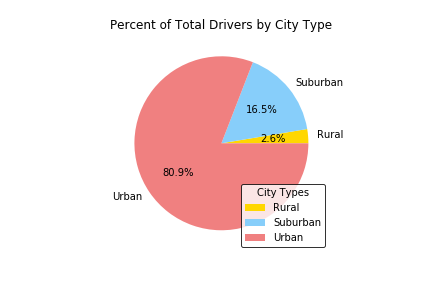 Percent of Total Drivers by City Type
Suburban
16.5%
Rural
2.6%
80.9%
Urban
City Types
Rural
Suburban
Urban